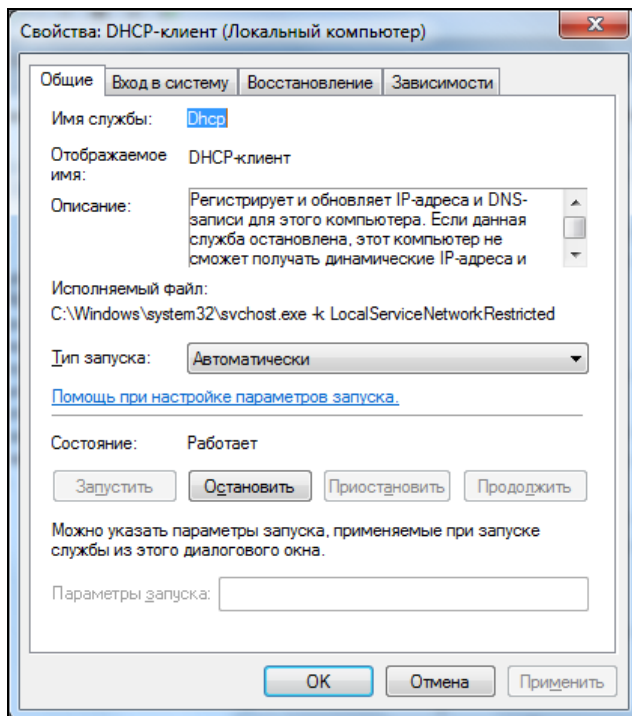 Свойства: DHCP-клиент (Локальный компьютер)
Общие Вход в систему Восстановление Зависимости
Имя службы: Dhcp
Отображаемое имя: DHCP-клиент
Описание: Регистрирует и обновляет IP-адреса и DNS-
записи для этого компьютера. Если данная
служба остановлена, этот компьютер не
сможет получать динамические IP-адреса и
Исполняемый файл:
C:\Windows\system32\svchost.exe -k LocalServiceNetworkRestricted
Тип запуска: Автоматически
Помощь при настройке параметров запуска.
Состояние: Работает
Запустить Остановить Приостановить Продолжить
Можно указать параметры запуска, применяемые при запуске
службы из этого диалогового окна.
Параметры запуска:
OK Отмена Применить